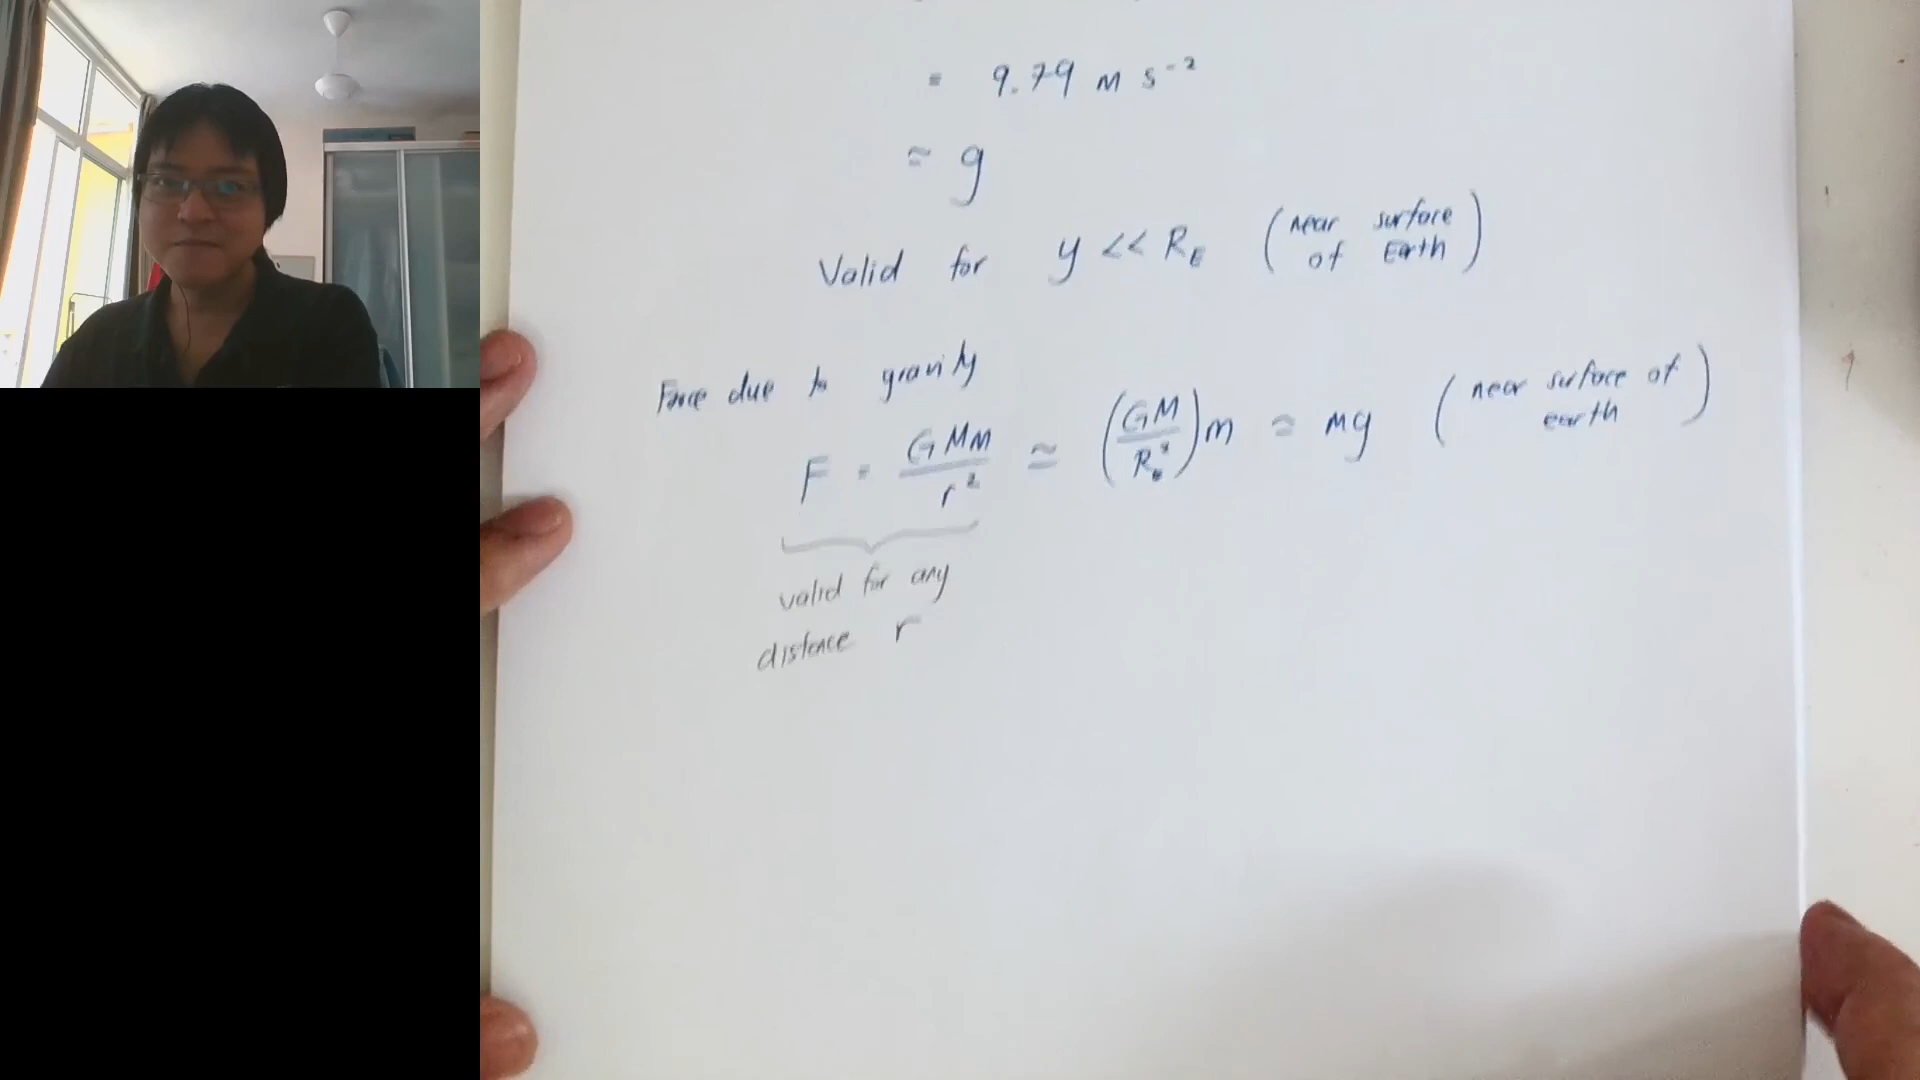 = 9.79 m s⁻²
≈ g
Valid for y << R_E (near surface of Earth)
Force due to gravity
F = GMm/r² ≃ (GM/R_E²)m ≈ mg (near surface of earth)
valid for any
distance r